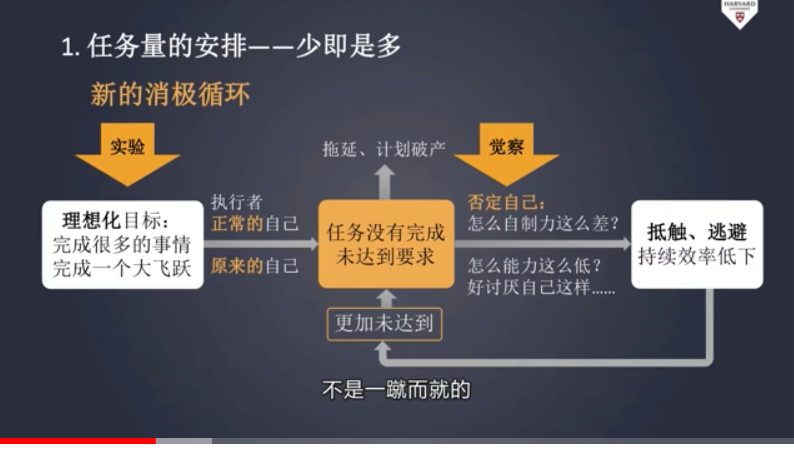 HARVARD
UNIVERSITY
1. 任务量的安排——少即是多
新的消极循环
实验
拖延、计划破产
觉察
理想化目标：
完成很多的事情
完成一个大飞跃
执行者
正常的自己
原来的自己
任务没有完成
未达到要求
否定自己：
怎么自制力这么差？
怎么能力这么低？
好讨厌自己这样……
抵触、逃避
持续效率低下
更加未达到
不是一蹴而就的